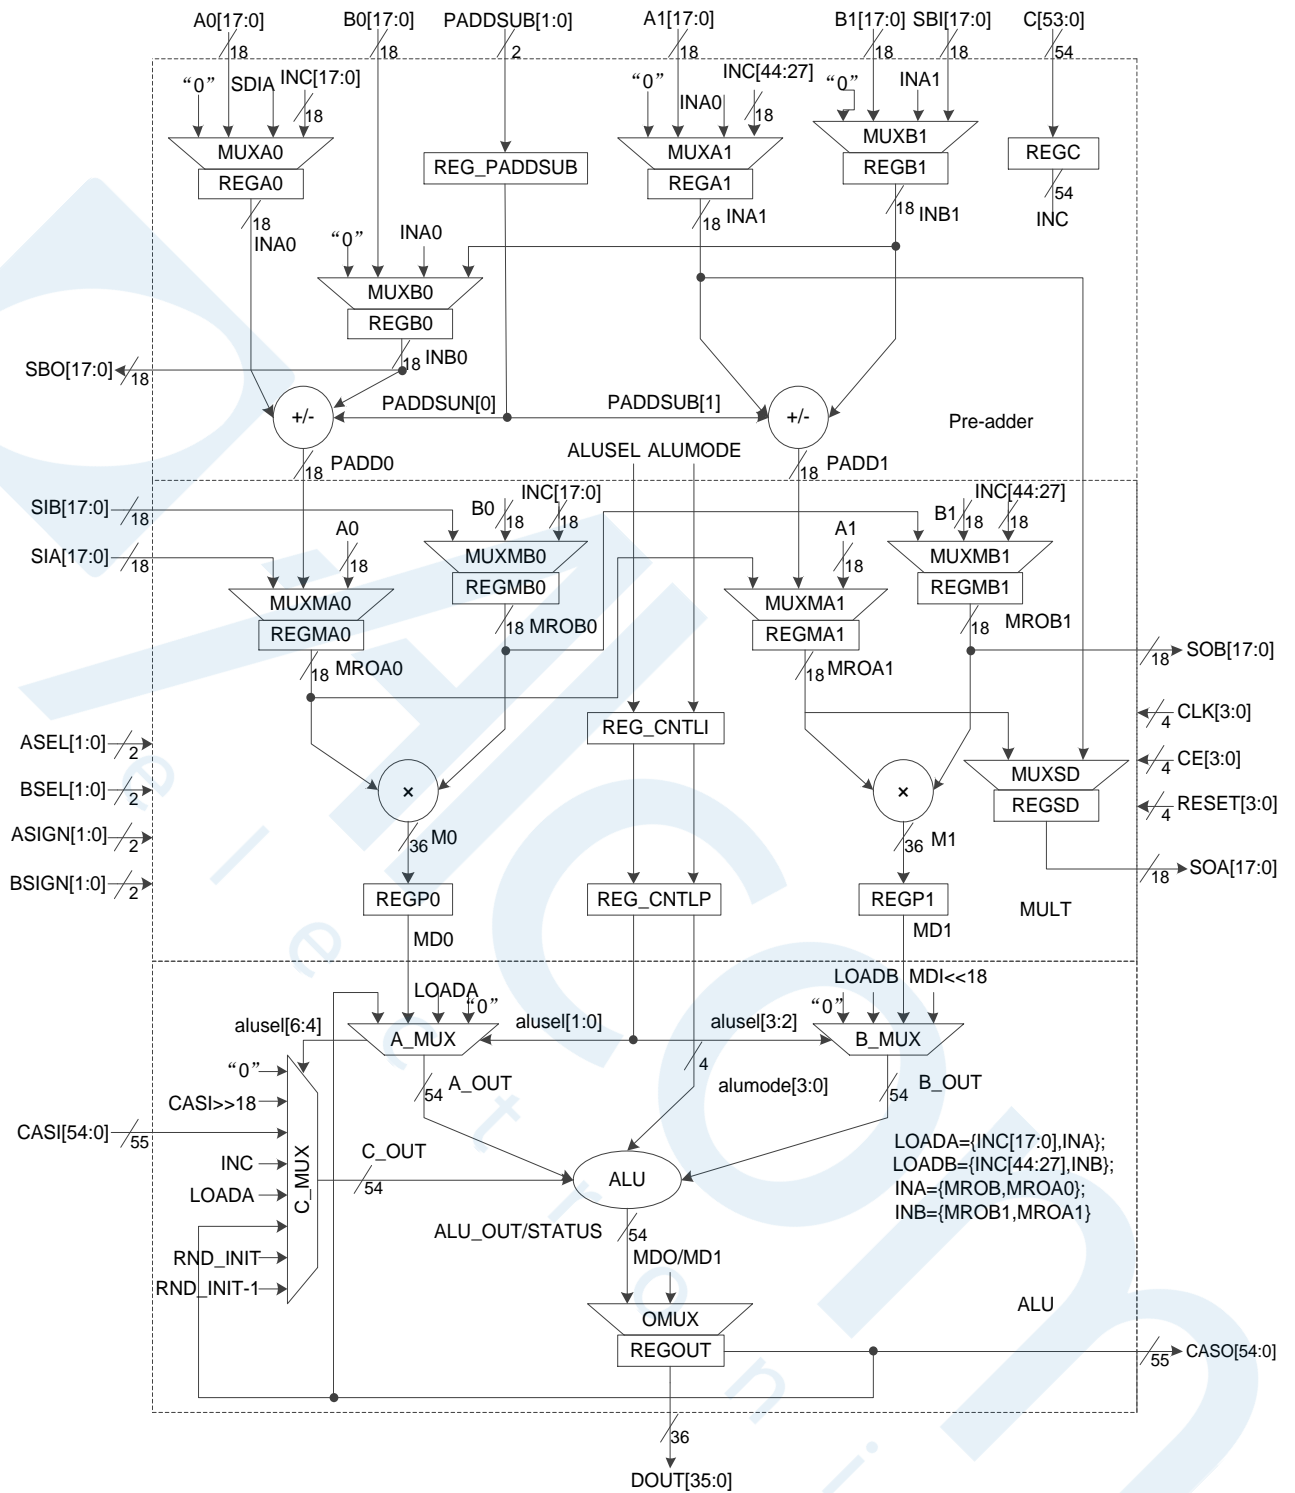 A0[17:0] B0[17:0] PADDSUB[1:0] A1[17:0] B1[17:0] SBI[17:0] C[53:0]
18 18 2 18 18 18 54
“0” SDIA INC[17:0] “0” INA0 INC[44:27] “0” INA1
18 18
MUXA0 MUXA1 MUXB1 REGC
REGA0 REG_PADDSUB REGA1 REGB1
18 18 18 54
INA0 INA1 INB1 INC
“0” INA0
MUXB0
REGB0
18 INB0
SBO[17:0] 18
+/- PADDSUN[0] PADDSUB[1] +/-
Pre-adder
18 PADD0 ALUSEL ALUMODE 18 PADD1
SIB[17:0] 18 B0 18 INC[17:0] 18 B1 18 INC[44:27] 18
SIA[17:0] 18 A0 18 A1 18
MUXMB0 MUXMB1
REGMB0 REGMB1
MUXMA0 MUXMA1
REGMA0 REGMA1
18 MROB0 18 MROB1
18 MROA0 18 MROA1
18 SOB[17:0]
REG_CNTLI 4 CLK[3:0]
ASEL[1:0] 2 4 CE[3:0]
MUXSD
BSEL[1:0] 2 × × REGSD 4 RESET[3:0]
ASIGN[1:0] 2 36 M0 36 M1
18 SOA[17:0]
BSIGN[1:0] 2 REGP0 REG_CNTLP REGP1
MULT
MD0 MD1
LOADA “0” “0” LOADB MDI<<18
alusel[6:4] A_MUX alusel[1:0] alusel[3:2] B_MUX
“0” 54 A_OUT 4 alumode[3:0] 54 B_OUT
CASI>>18
CASI[54:0] 55
INC
LOADA
RND_INIT
RND_INIT-1
C_MUX
C_OUT
54
ALU
LOADA={INC[17:0],INA};
LOADB={INC[44:27],INB};
INA={MROB,MROA0};
INB={MROB1,MROA1}
ALU_OUT/STATUS 54
MDO/MD1
OMUX ALU
REGOUT
55 CASO[54:0]
36
DOUT[35:0]
GAlCom
electroni